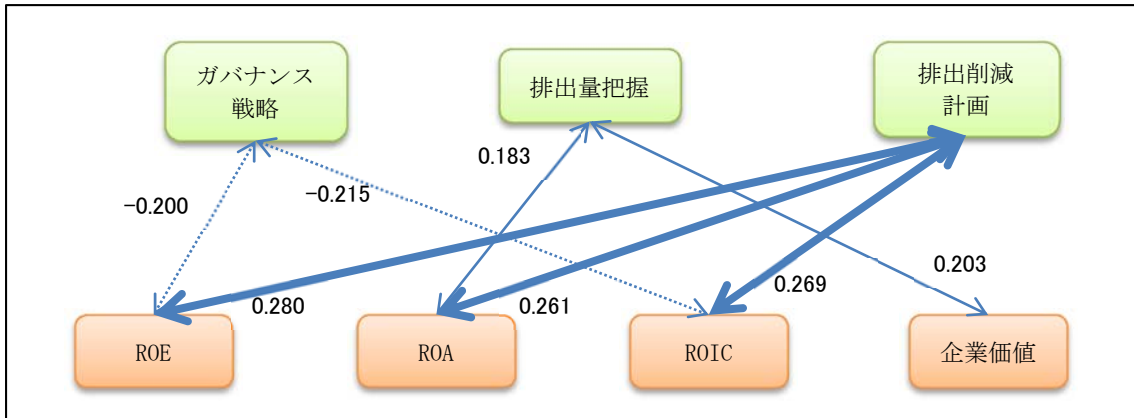 ガバナンス
戦略
排出量把握
排出削減
計画
0.183
-0.200
-0.215
0.203
0.280
0.261
0.269
ROE
ROA
ROIC
企業価値